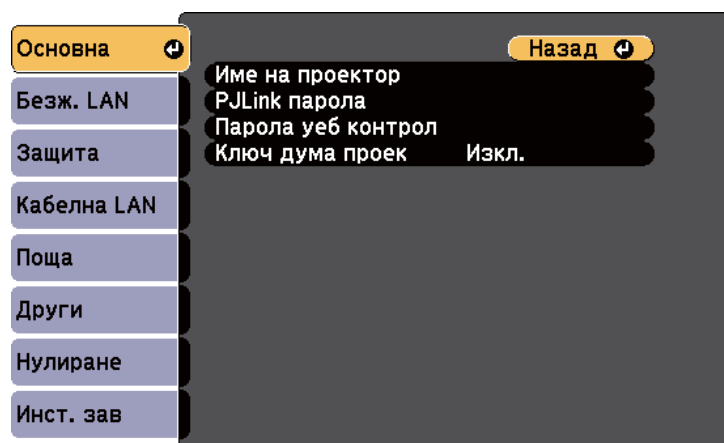 Основна
Безж. LAN
Защита
Кабелна LAN
Поща
Други
Нулиране
Инст. зав
Назад
Име на проектор
PJLink парола
Парола уеб контрол
Ключ дума проек Изкл.